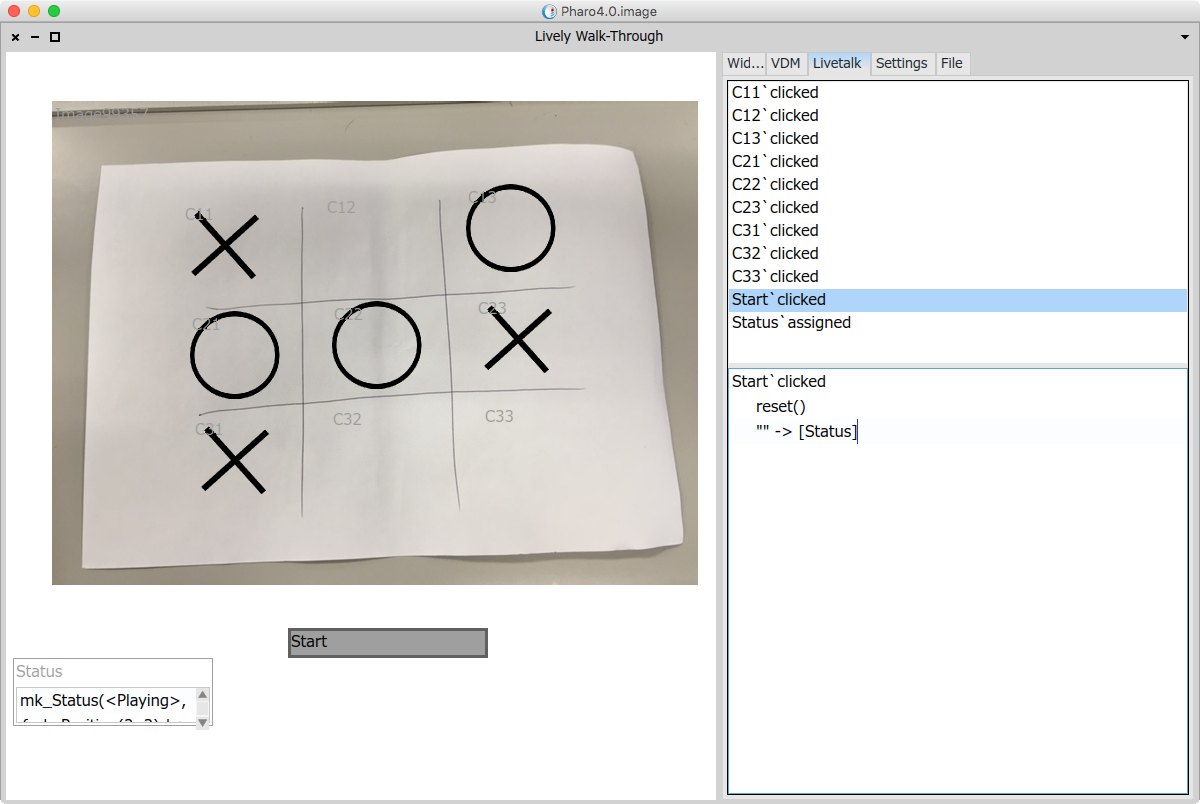 Pharo4.0.image
Lively Walk-Through
Wid... VDM Livetalk Settings File
C11`clicked
C12`clicked
C13`clicked
C21`clicked
C22`clicked
C23`clicked
C31`clicked
C32`clicked
C33`clicked
Start`clicked
Status`assigned
Start`clicked
reset()
"" -> [Status]
C11 C12 C13
C21 C22 C23
C31 C32 C33
Start
Status
mk_Status(<Playing>,